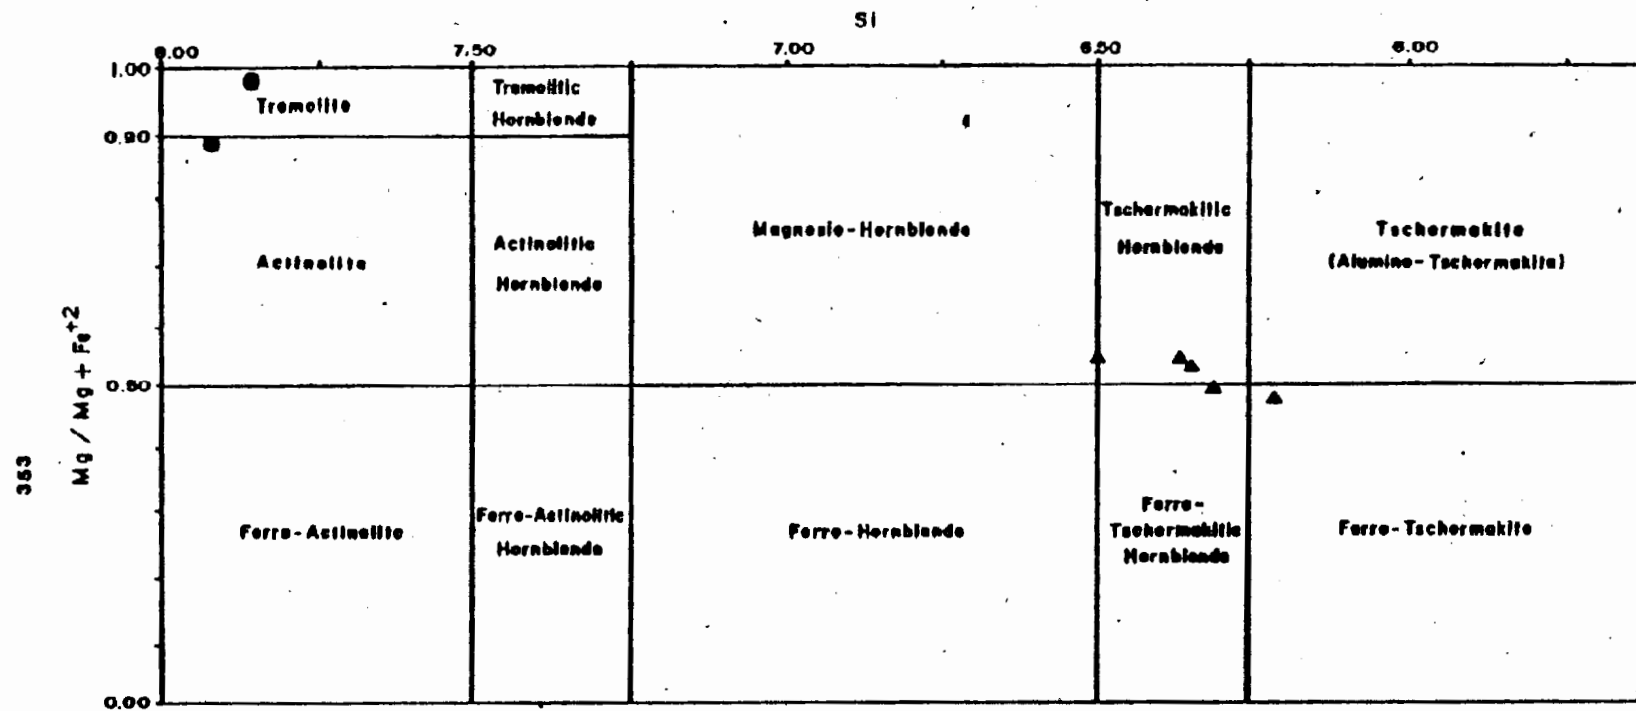 Si
8.00 7.50 7.00 6.50 6.00
1.00
Tremolite
Tremolitic
Hornblende
0.90
Actinolite
Actinolitic
Hornblende
Magnesio-Hornblende
Tschermakitic
Hornblende
Tschermakite
(Alumino-Tschermakite)
Mg / Mg + Fe+2
0.50
353
Ferro-Actinolite
Ferro-Actinolitic
Hornblende
Ferro-Hornblende
Ferro-
Tschermakitic
Hornblende
Ferro-Tschermakite
0.00